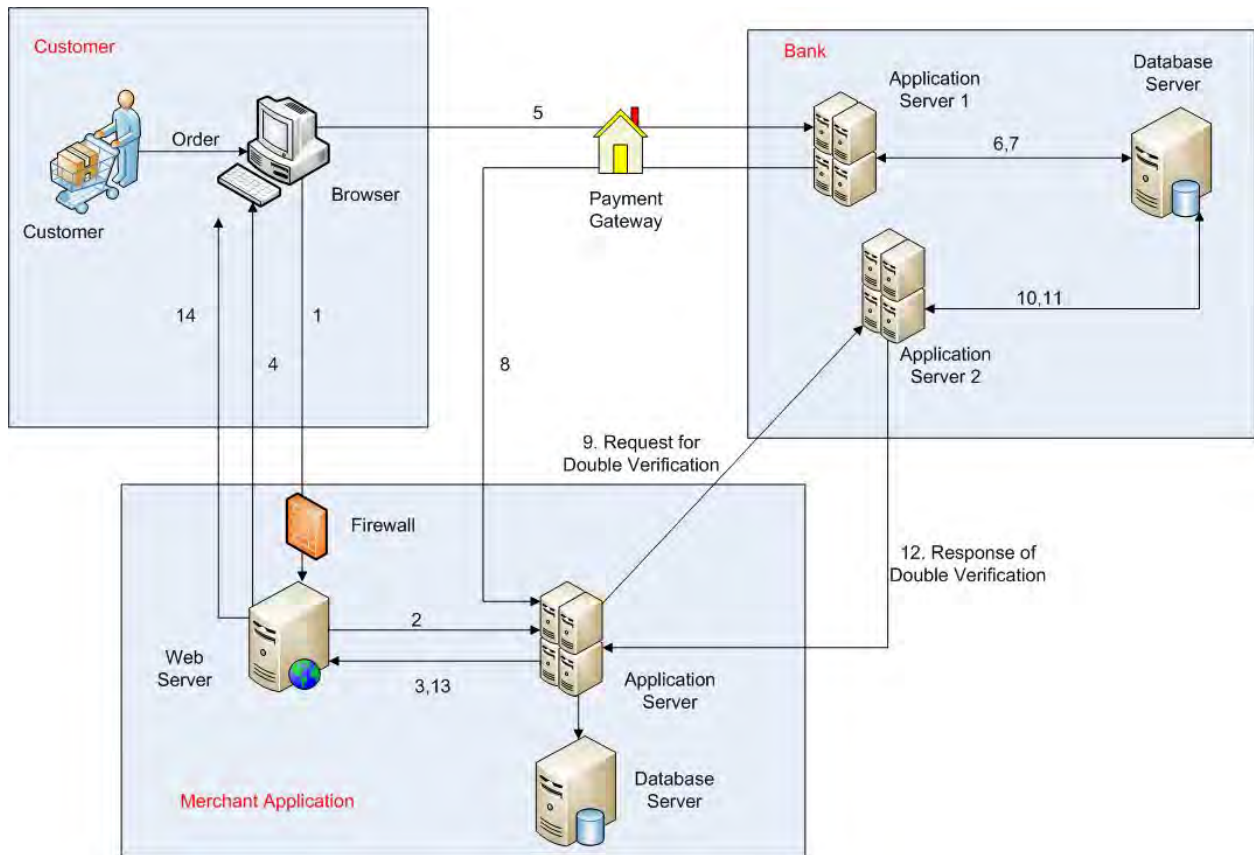 Customer
Order
Browser
Customer
14
4
1
5
Payment
Gateway
8
Bank
Application
Server 1
Database
Server
6,7
10,11
Application
Server 2
9. Request for
Double Verification
12. Response of
Double Verification
Firewall
Web
Server
2
3,13
Application
Server
Database
Server
Merchant Application